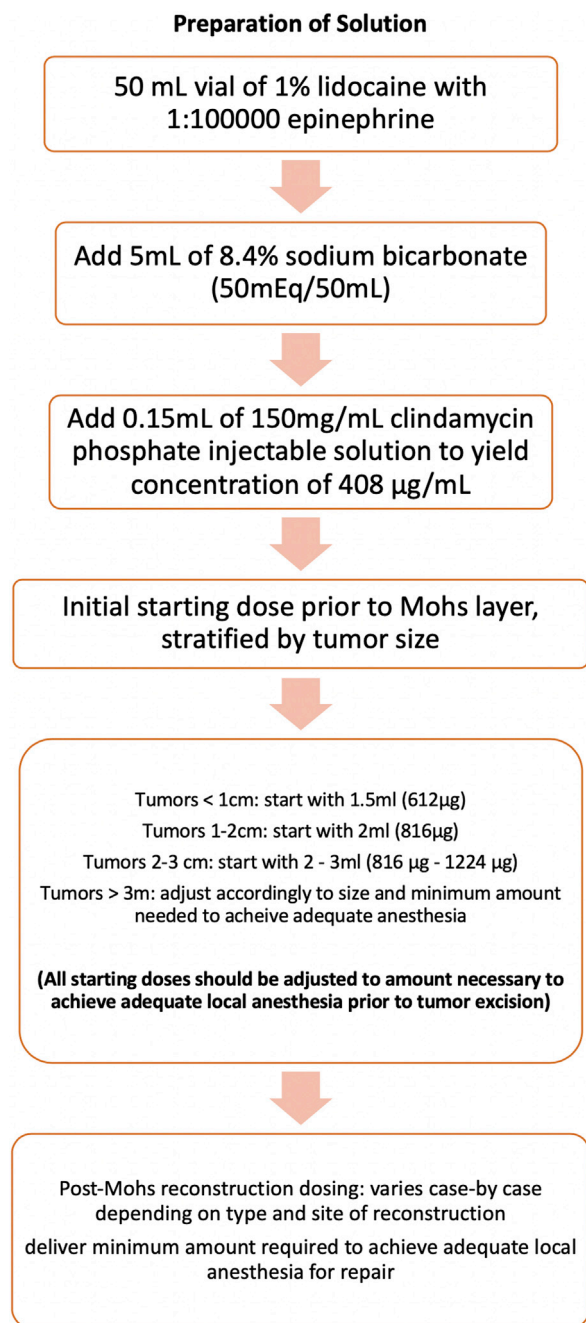 Preparation of Solution
50 mL vial of 1% lidocaine with
1:100000 epinephrine
Add 5mL of 8.4% sodium bicarbonate
(50mEq/50mL)
Add 0.15mL of 150mg/mL clindamycin
phosphate injectable solution to yield
concentration of 408 µg/mL
Initial starting dose prior to Mohs layer,
stratified by tumor size
Tumors < 1cm: start with 1.5ml (612µg)
Tumors 1-2cm: start with 2ml (816µg)
Tumors 2-3 cm: start with 2 - 3ml (816 µg - 1224 µg)
Tumors > 3m: adjust accordingly to size and minimum amount
needed to acheive adequate anesthesia
(All starting doses should be adjusted to amount necessary to
achieve adequate local anesthesia prior to tumor excision)
Post-Mohs reconstruction dosing: varies case-by case
depending on type and site of reconstruction
deliver minimum amount required to achieve adequate local
anesthesia for repair